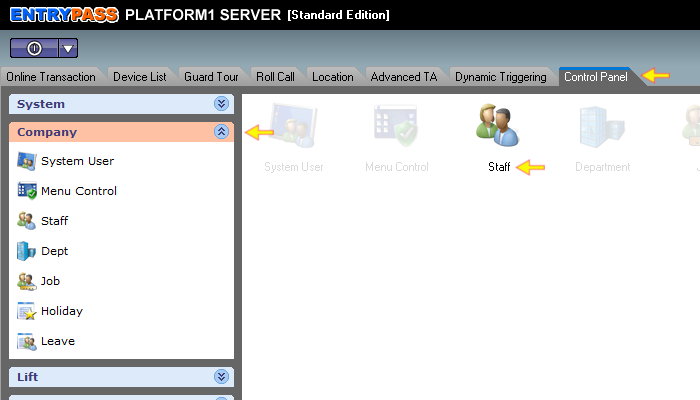 ENTRYPASS PLATFORM1 SERVER [Standard Edition]
Online Transaction Device List Guard Tour Roll Call Location Advanced TA Dynamic Triggering Control Panel
System
Company
System User
Menu Control
Staff
Dept
Job
Holiday
Leave
Lift
System User Menu Control Staff Department